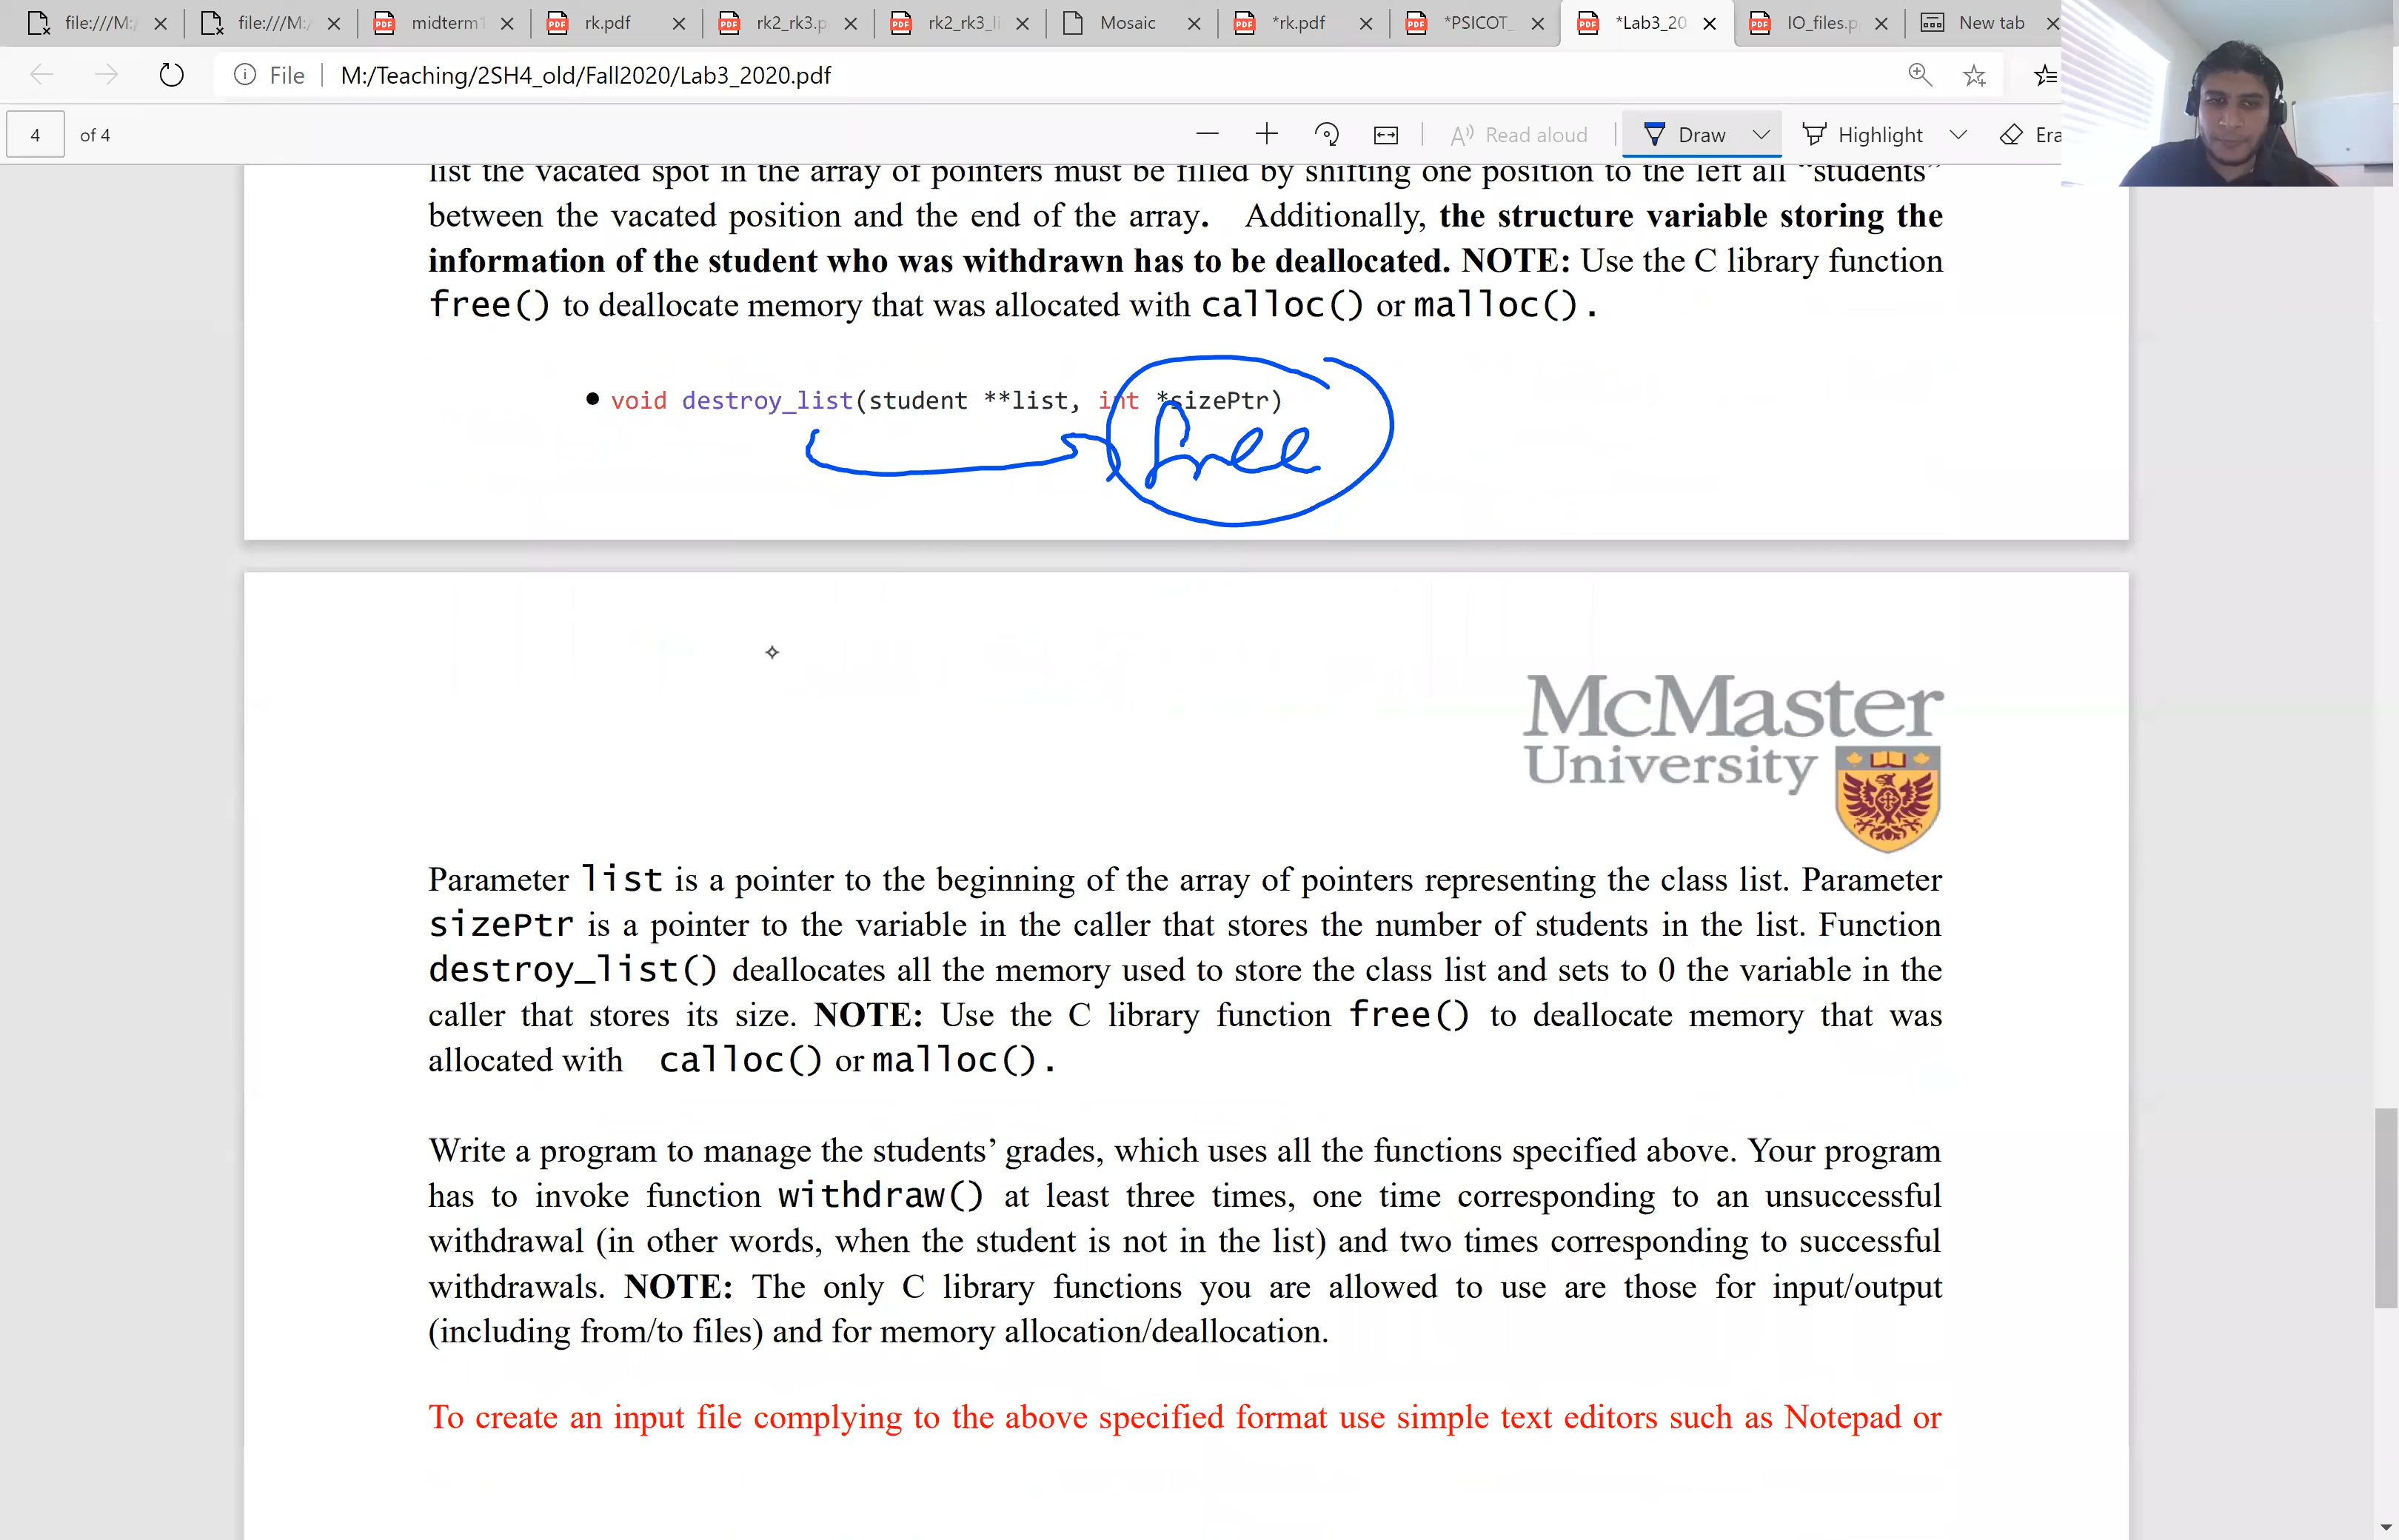 file:///M:/ file:///M:/ midterm1 rk.pdf rk2_rk3.p rk2_rk3_li Mosaic *rk.pdf *PSICOT_ *Lab3_20 IO_files.p New tab
File M:/Teaching/2SH4_old/Fall2020/Lab3_2020.pdf
4 of 4 Read aloud Draw Highlight Era
list the vacated spot in the array of pointers must be filled by shifting one position to the left all “students”
between the vacated position and the end of the array. Additionally, the structure variable storing the
information of the student who was withdrawn has to be deallocated. NOTE: Use the C library function
free() to deallocate memory that was allocated with calloc() or malloc().
• void destroy_list(student **list, int *sizePtr)
free
McMaster
University
Parameter list is a pointer to the beginning of the array of pointers representing the class list. Parameter
sizePtr is a pointer to the variable in the caller that stores the number of students in the list. Function
destroy_list() deallocates all the memory used to store the class list and sets to 0 the variable in the
caller that stores its size. NOTE: Use the C library function free() to deallocate memory that was
allocated with calloc() or malloc().
Write a program to manage the students’ grades, which uses all the functions specified above. Your program
has to invoke function withdraw() at least three times, one time corresponding to an unsuccessful
withdrawal (in other words, when the student is not in the list) and two times corresponding to successful
withdrawals. NOTE: The only C library functions you are allowed to use are those for input/output
(including from/to files) and for memory allocation/deallocation.
To create an input file complying to the above specified format use simple text editors such as Notepad or